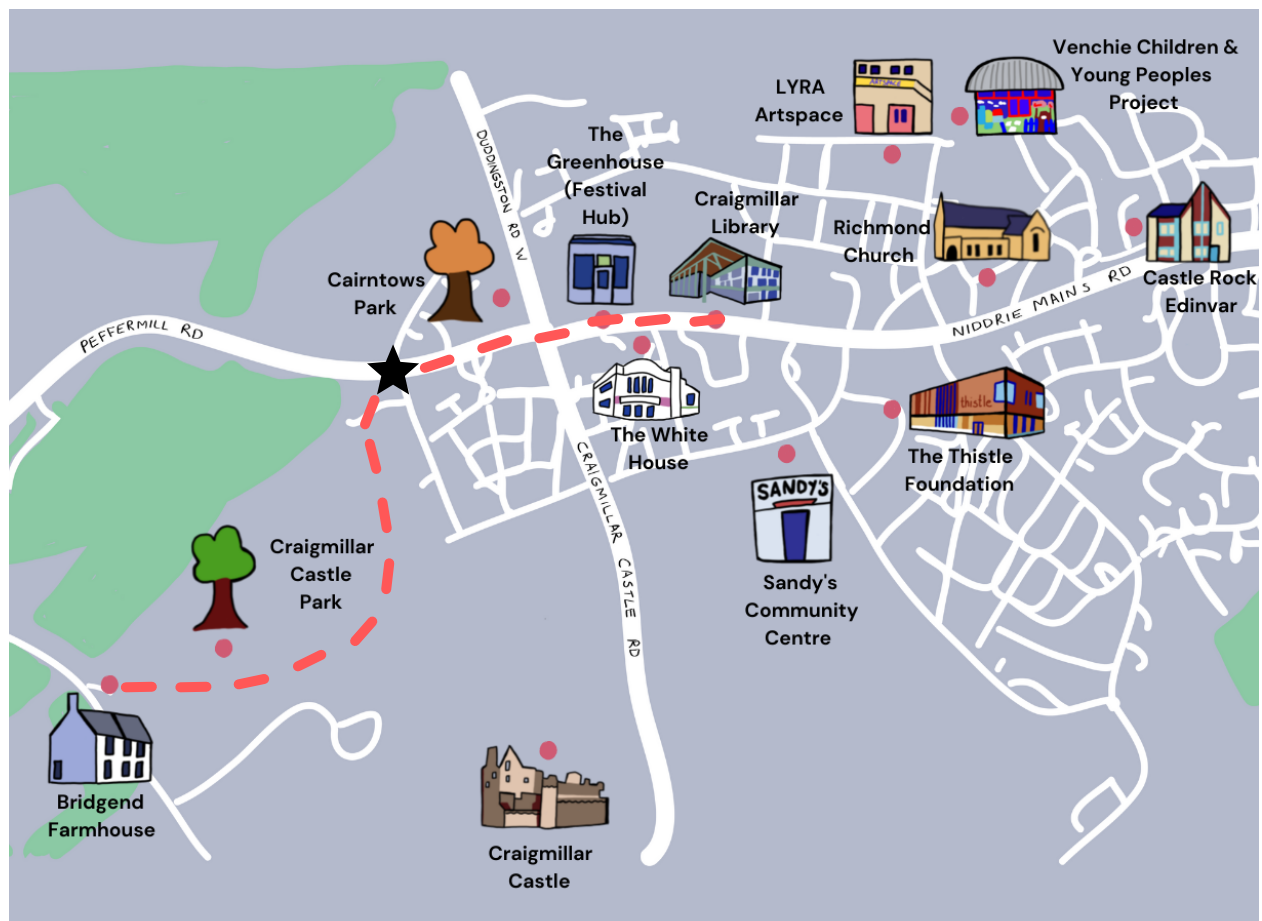 Venchie Children &
Young Peoples
Project
LYRA
Artspace
ARTSPACE
The
Greenhouse
(Festival
Hub)
DUDDINGSTON RD W
Craigmillar
Library
Richmond
Church
Cairntows
Park
Castle Rock
Edinvar
NIDDRIE MAINS RD
PEFFERMILL RD
thistle
The White
House
The Thistle
Foundation
CRAIGMILLAR CASTLE RD
SANDY'S
Craigmillar
Castle
Park
Sandy's
Community
Centre
Bridgend
Farmhouse
Craigmillar
Castle